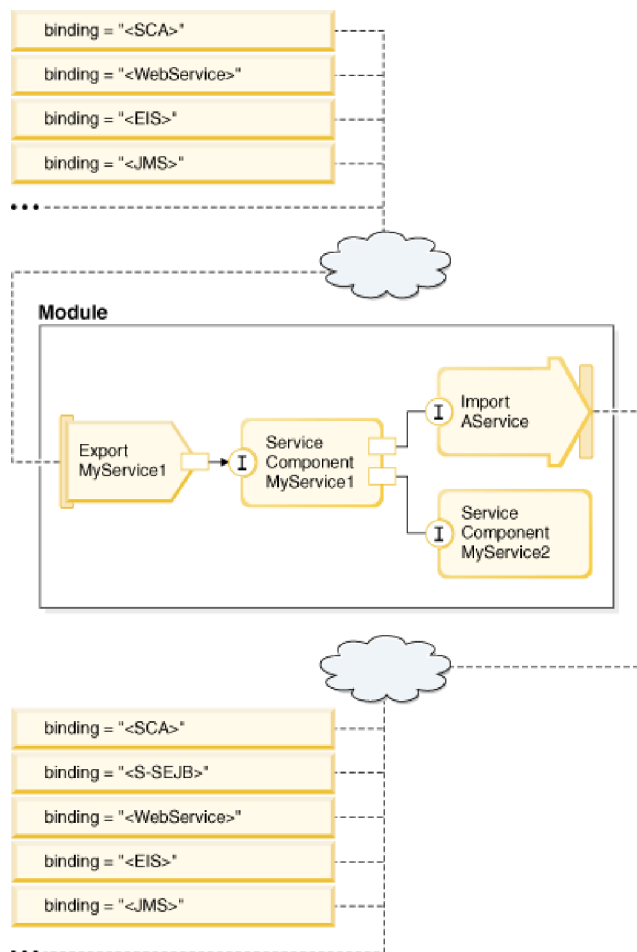 binding = "<SCA>"
binding = "<WebService>"
binding = "<EIS>"
binding = "<JMS>"
•••
Module
Export
MyService1
I
Service
Component
MyService1
I
Import
AService
I
Service
Component
MyService2
binding = "<SCA>"
binding = "<S-SEJB>"
binding = "<WebService>"
binding = "<EIS>"
binding = "<JMS>"
•••